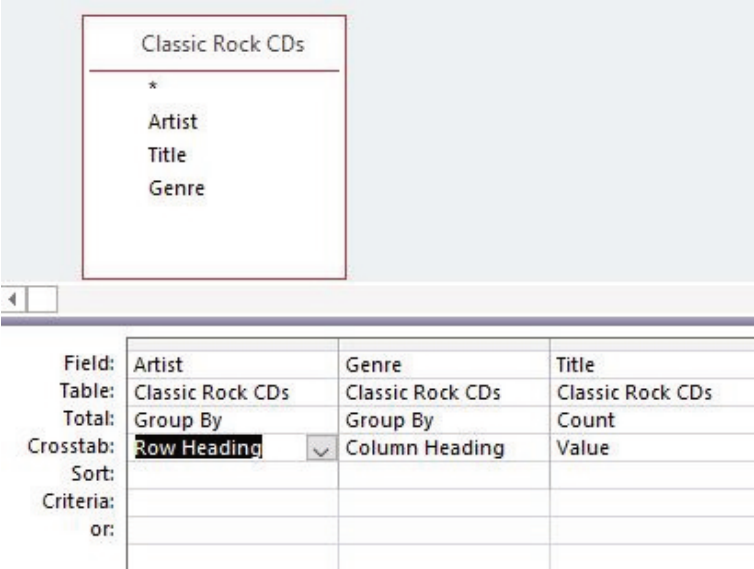 Classic Rock CDs
*
Artist
Title
Genre
Field: Artist Genre Title
Table: Classic Rock CDs Classic Rock CDs Classic Rock CDs
Total: Group By Group By Count
Crosstab: Row Heading Column Heading Value
Sort:
Criteria:
or: